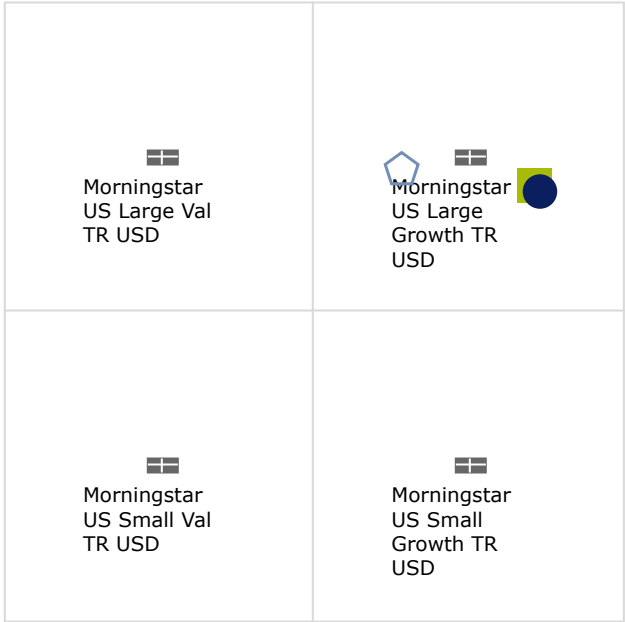 Morningstar
US Large Val
TR USD
Morningstar
US Large
Growth TR
USD
Morningstar
US Small Val
TR USD
Morningstar
US Small
Growth TR
USD